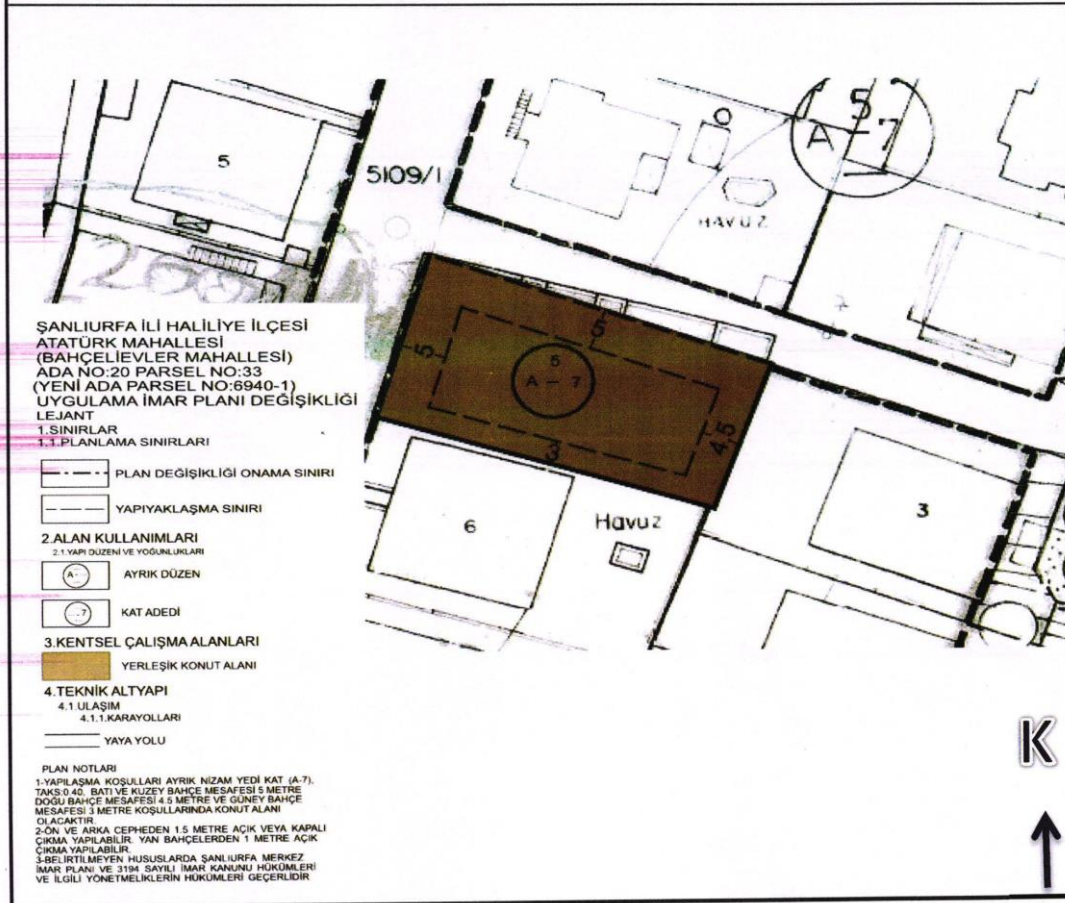 5
5109/1
HAVUZ
5
A - 7
ŞANLIURFA İLİ HALİLİYE İLÇESİ
ATATÜRK MAHALLESİ
(BAHÇELİEVLER MAHALLESİ)
ADA NO:20 PARSEL NO:33
(YENİ ADA PARSEL NO:6940-1)
UYGULAMA İMAR PLANI DEĞİŞİKLİĞİ
LEJANT
1.SINIRLAR
1.1.PLANLAMA SINIRLARI
PLAN DEĞİŞİKLİĞİ ONAMA SINIRI
YAPIYAKLAŞMA SINIRI
2.ALAN KULLANIMLARI
2.1.YAPI DÜZENİ VE YOĞUNLUKLARI
A-
AYRIK DÜZEN
-7
KAT ADEDİ
3.KENTSEL ÇALIŞMA ALANLARI
YERLEŞİK KONUT ALANI
4.TEKNİK ALTYAPI
4.1.ULAŞIM
4.1.1.KARAYOLLARI
YAYA YOLU
PLAN NOTLARI
1-YAPILAŞMA KOŞULLARI AYRIK NİZAM YEDİ KAT (A-7).
TAKS:0.40, BATI VE KUZEY BAHÇE MESAFESİ 5 METRE
DOĞU BAHÇE MESAFESİ 4.5 METRE VE GÜNEY BAHÇE
MESAFESİ 3 METRE KOŞULLARINDA KONUT ALANI
OLACAKTIR.
2-ÖN VE ARKA CEPHEDEN 1.5 METRE AÇIK VEYA KAPALI
ÇIKMA YAPILABİLİR. YAN BAHÇELERDEN 1 METRE AÇIK
ÇIKMA YAPILABİLİR.
3-BELİRTİLMEYEN HUSUSLARDA ŞANLIURFA MERKEZ
İMAR PLANI VE 3194 SAYILI İMAR KANUNU HÜKÜMLERİ
VE İLGİLİ YÖNETMELİKLERİN HÜKÜMLERİ GEÇERLİDİR
5
5
5
A - 7
4,5
3
6
Havuz
3
K